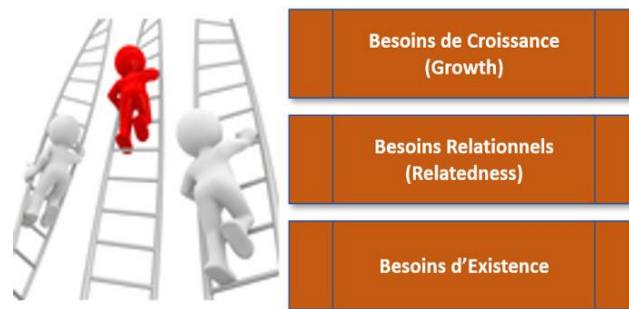 Besoins de Croissance
(Growth)
Besoins Relationnels
(Relatedness)
Besoins d’Existence